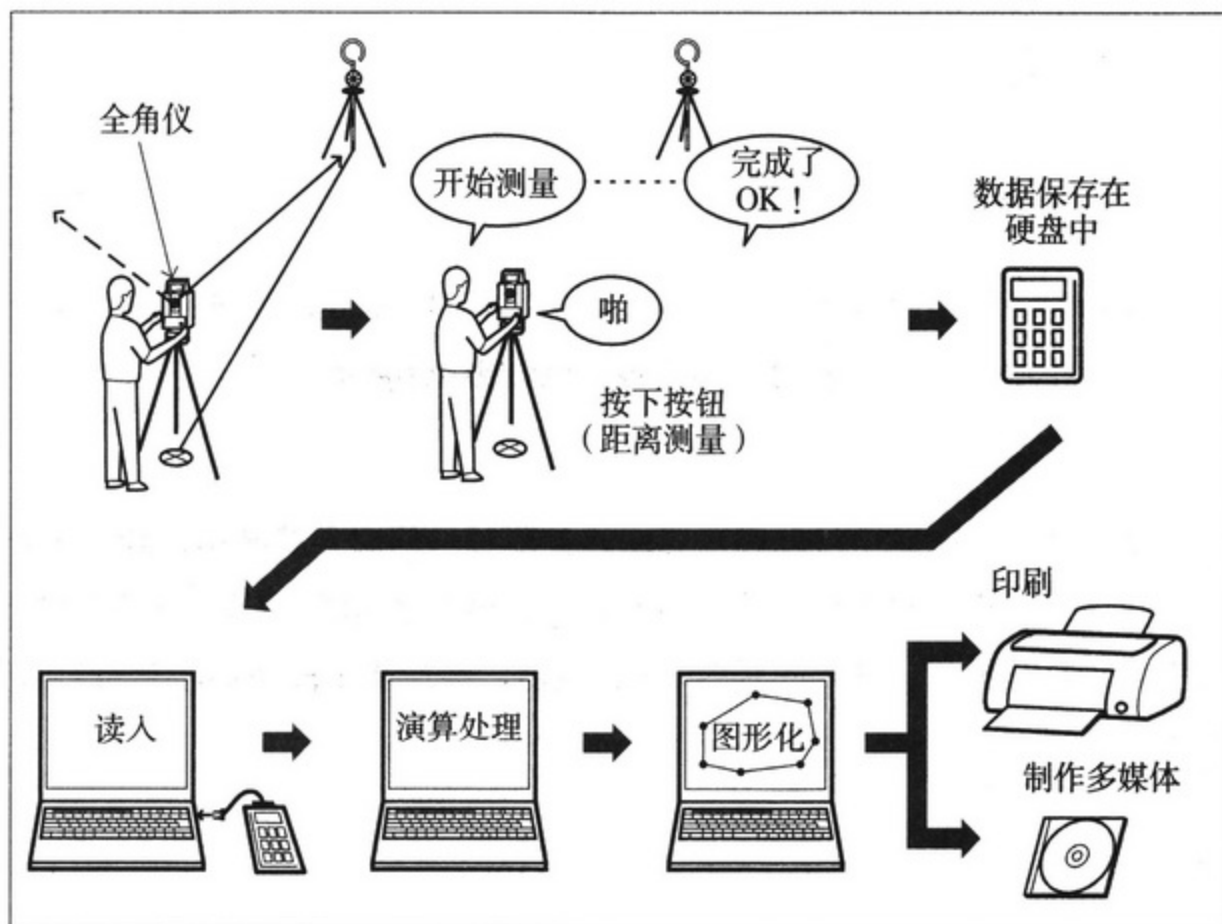 全角仪
开始测量
完成了
OK！
数据保存在
硬盘中
啪
按下按钮
（距离测量）
读入
演算处理
图形化
印刷
制作多媒体